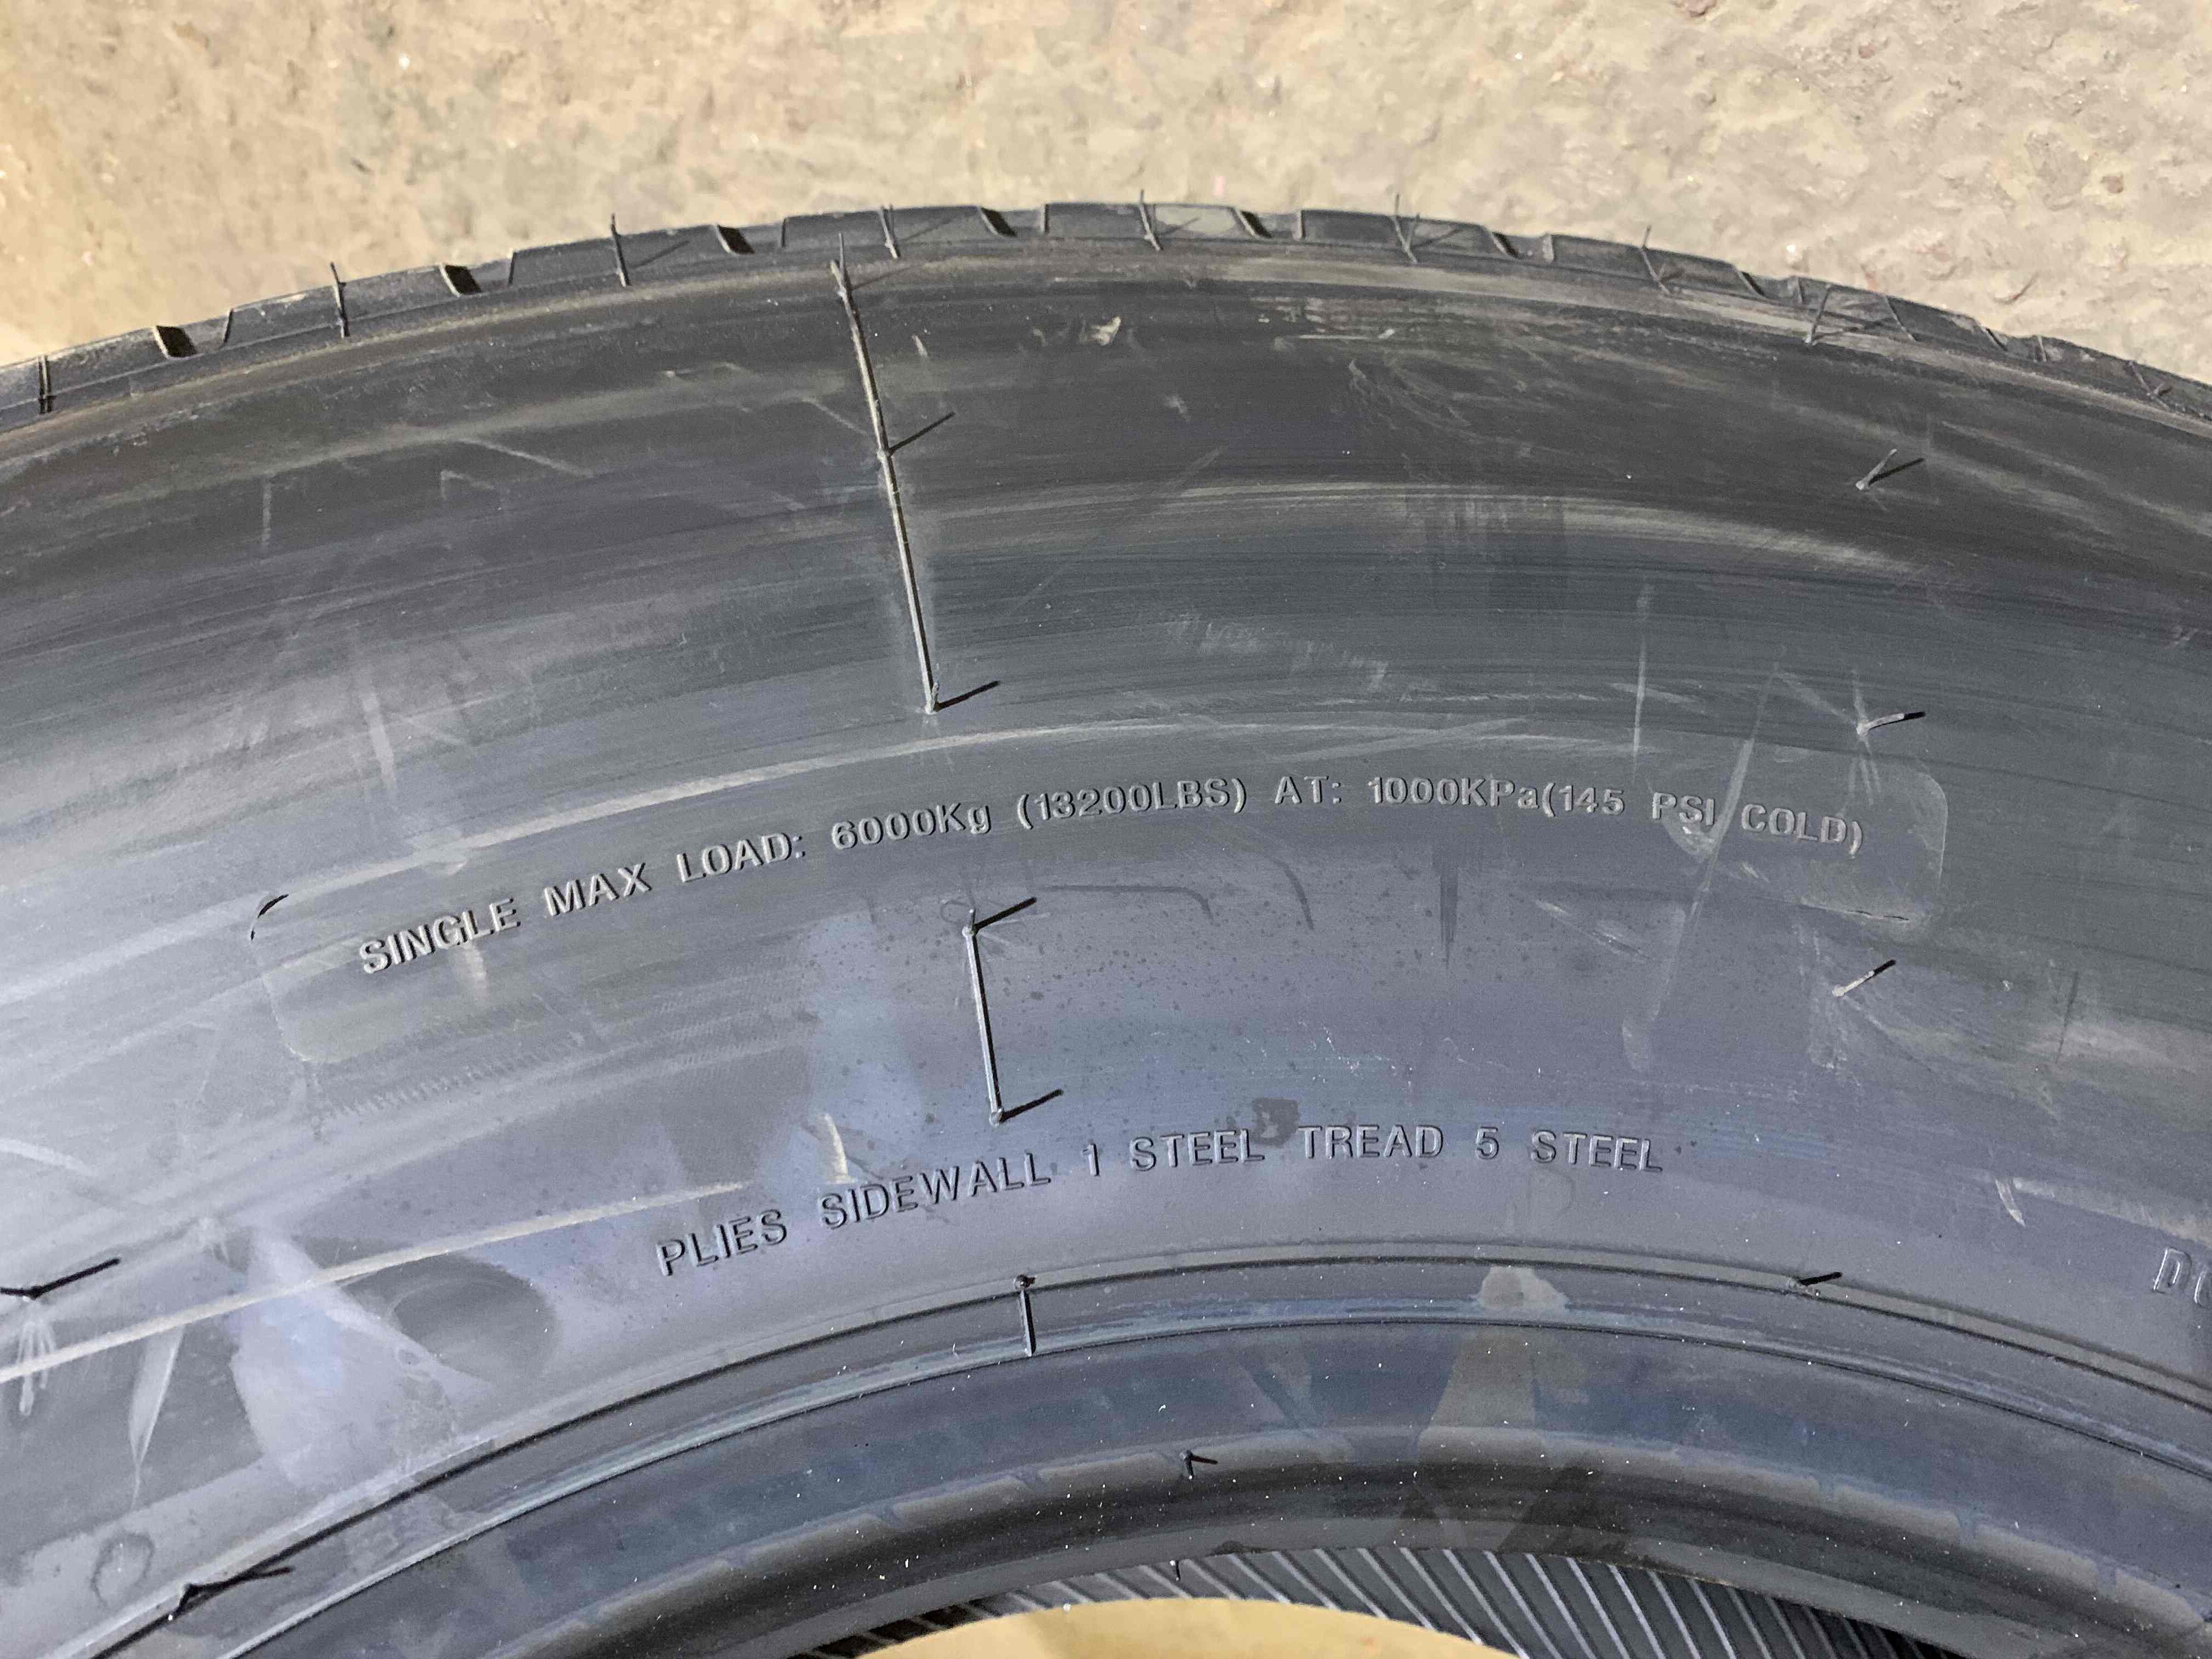 SINGLE MAX LOAD: 6000Kg (13200LBS) AT: 1000KPa(145 PSI COLD)
PLIES SIDEWALL 1 STEEL TREAD 5 STEEL